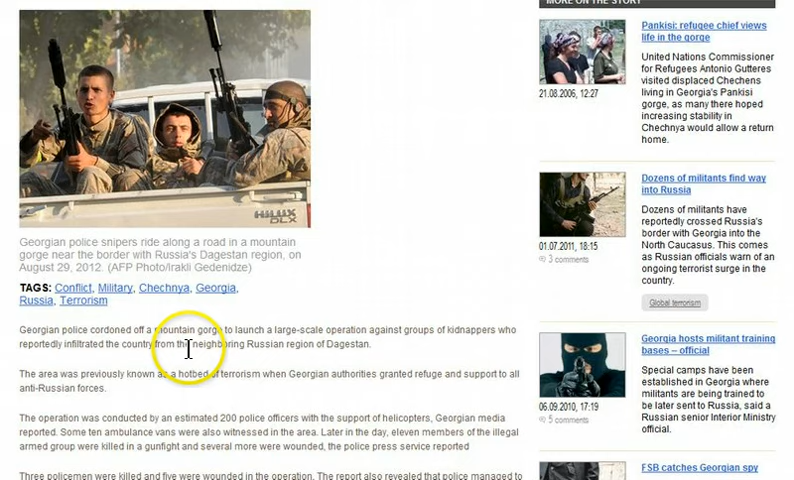 MORE ON THE STORY
HILUX
DLX
Georgian police snipers ride along a road in a mountain
gorge near the border with Russia's Dagestan region, on
August 29, 2012. (AFP Photo/Irakli Gedenidze)
TAGS: Conflict, Military, Chechnya, Georgia,
Russia, Terrorism
Georgian police cordoned off a mountain gorge to launch a large-scale operation against groups of kidnappers who
reportedly infiltrated the country from the neighboring Russian region of Dagestan.
The area was previously known as a hotbed of terrorism when Georgian authorities granted refuge and support to all
anti-Russian forces.
The operation was conducted by an estimated 200 police officers with the support of helicopters, Georgian media
reported. Some ten ambulance vans were also witnessed in the area. Later in the day, eleven members of the illegal
armed group were killed in a gunfight and several more were wounded, the police press service reported
Three policemen were killed and five were wounded in the operation. The report also revealed that police managed to
Pankisi: refugee chief views
life in the gorge
United Nations Commissioner
for Refugees Antonio Gutteres
visited displaced Chechens
living in Georgia's Pankisi
gorge, as many there hoped
increasing stability in
Chechnya would allow a return
home.
21.08.2006, 12:27
Dozens of militants find way
into Russia
Dozens of militants have
reportedly crossed Russia's
border with Georgia into the
North Caucasus. This comes
as Russian officials warn of an
ongoing terrorist surge in the
country.
01.07.2011, 18:15
3 comments
Global terrorism
Georgia hosts military training
bases – official
Special camps have been
established in Georgia where
militants are being trained to
be later sent to Russia, said a
Russian senior Interior Ministry
official.
06.09.2010, 17:19
5 comments
FSB catches Georgian spy